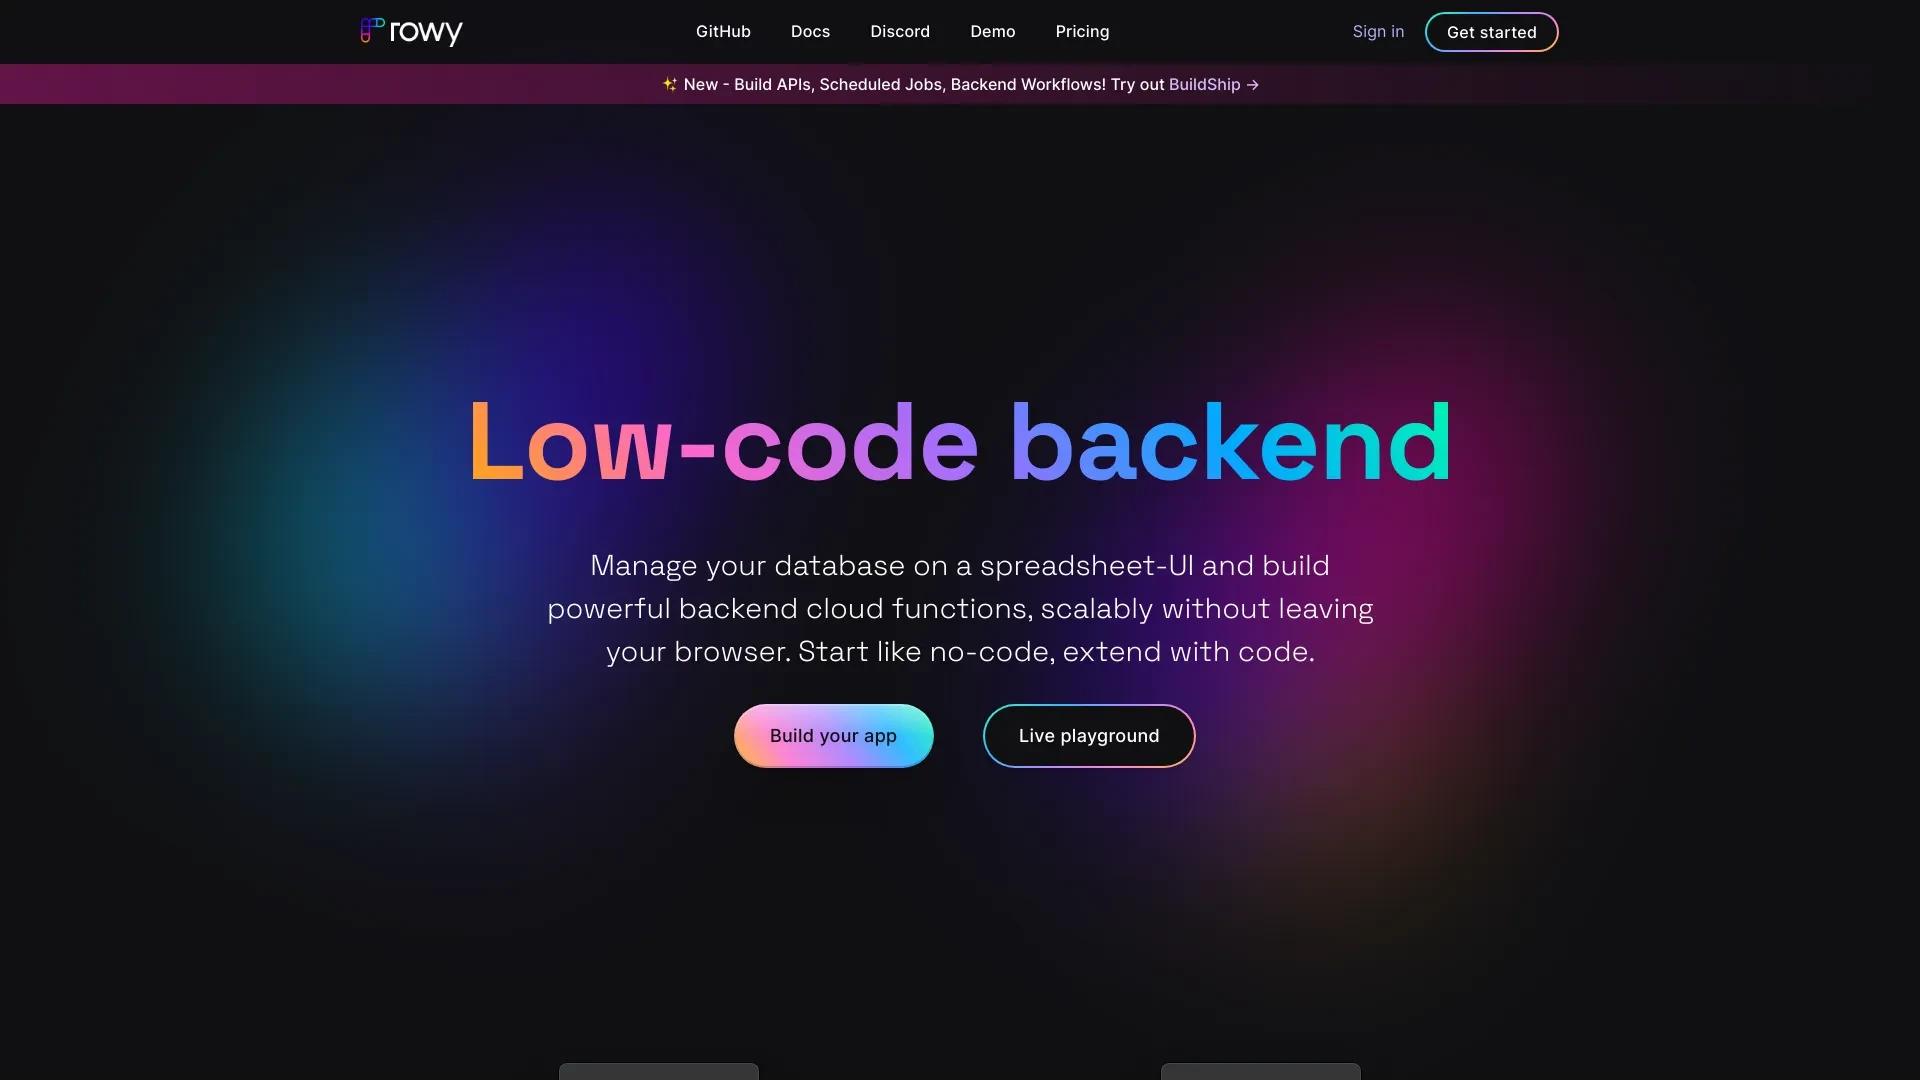 rowy
GitHub
Docs
Discord
Demo
Pricing
Sign in
Get started
✨ New - Build APIs, Scheduled Jobs, Backend Workflows! Try out BuildShip →
Low-code backend
Manage your database on a spreadsheet-UI and build
powerful backend cloud functions, scalably without leaving
your browser. Start like no-code, extend with code.
Build your app
Live playground